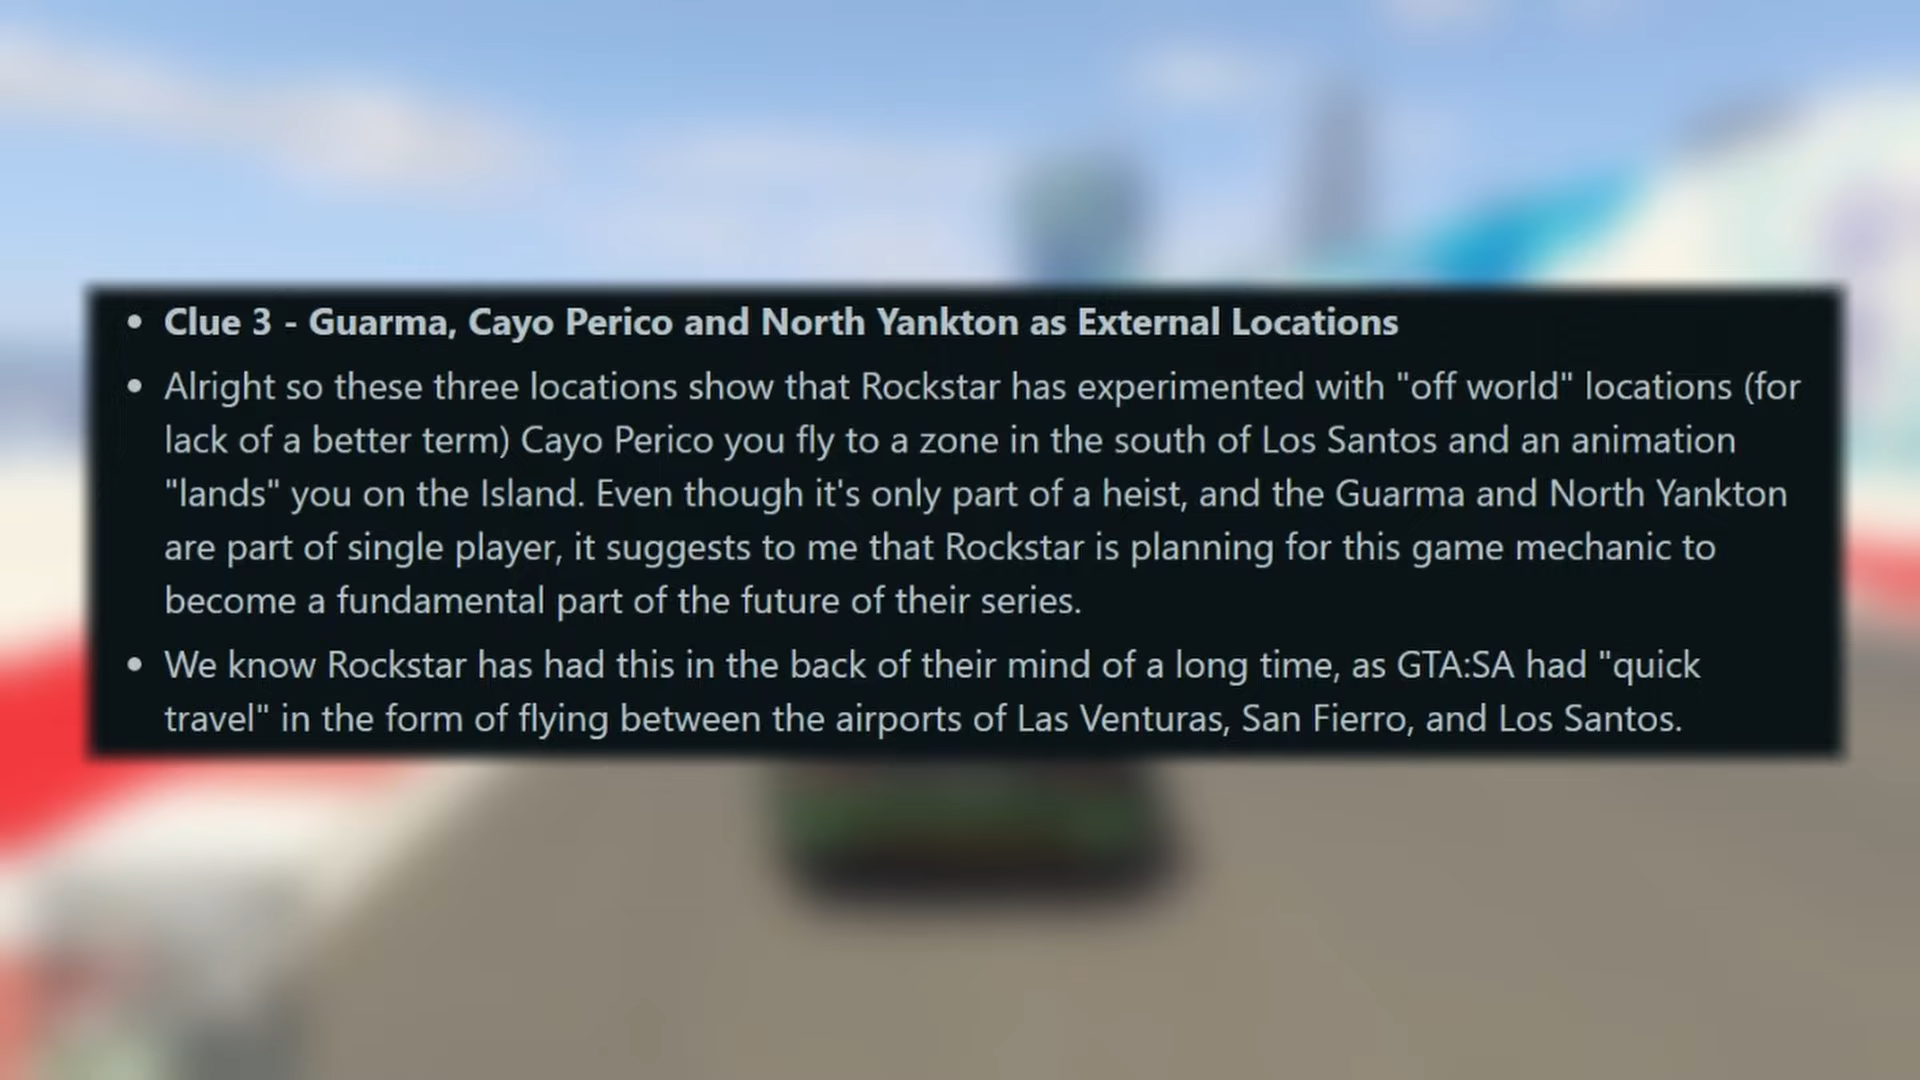 • Clue 3 - Guarma, Cayo Perico and North Yankton as External Locations
• Alright so these three locations show that Rockstar has experimented with "off world" locations (for
lack of a better term) Cayo Perico you fly to a zone in the south of Los Santos and an animation
"lands" you on the Island. Even though it's only part of a heist, and the Guarma and North Yankton
are part of single player, it suggests to me that Rockstar is planning for this game mechanic to
become a fundamental part of the future of their series.
• We know Rockstar has had this in the back of their mind of a long time, as GTA:SA had "quick
travel" in the form of flying between the airports of Las Venturas, San Fierro, and Los Santos.